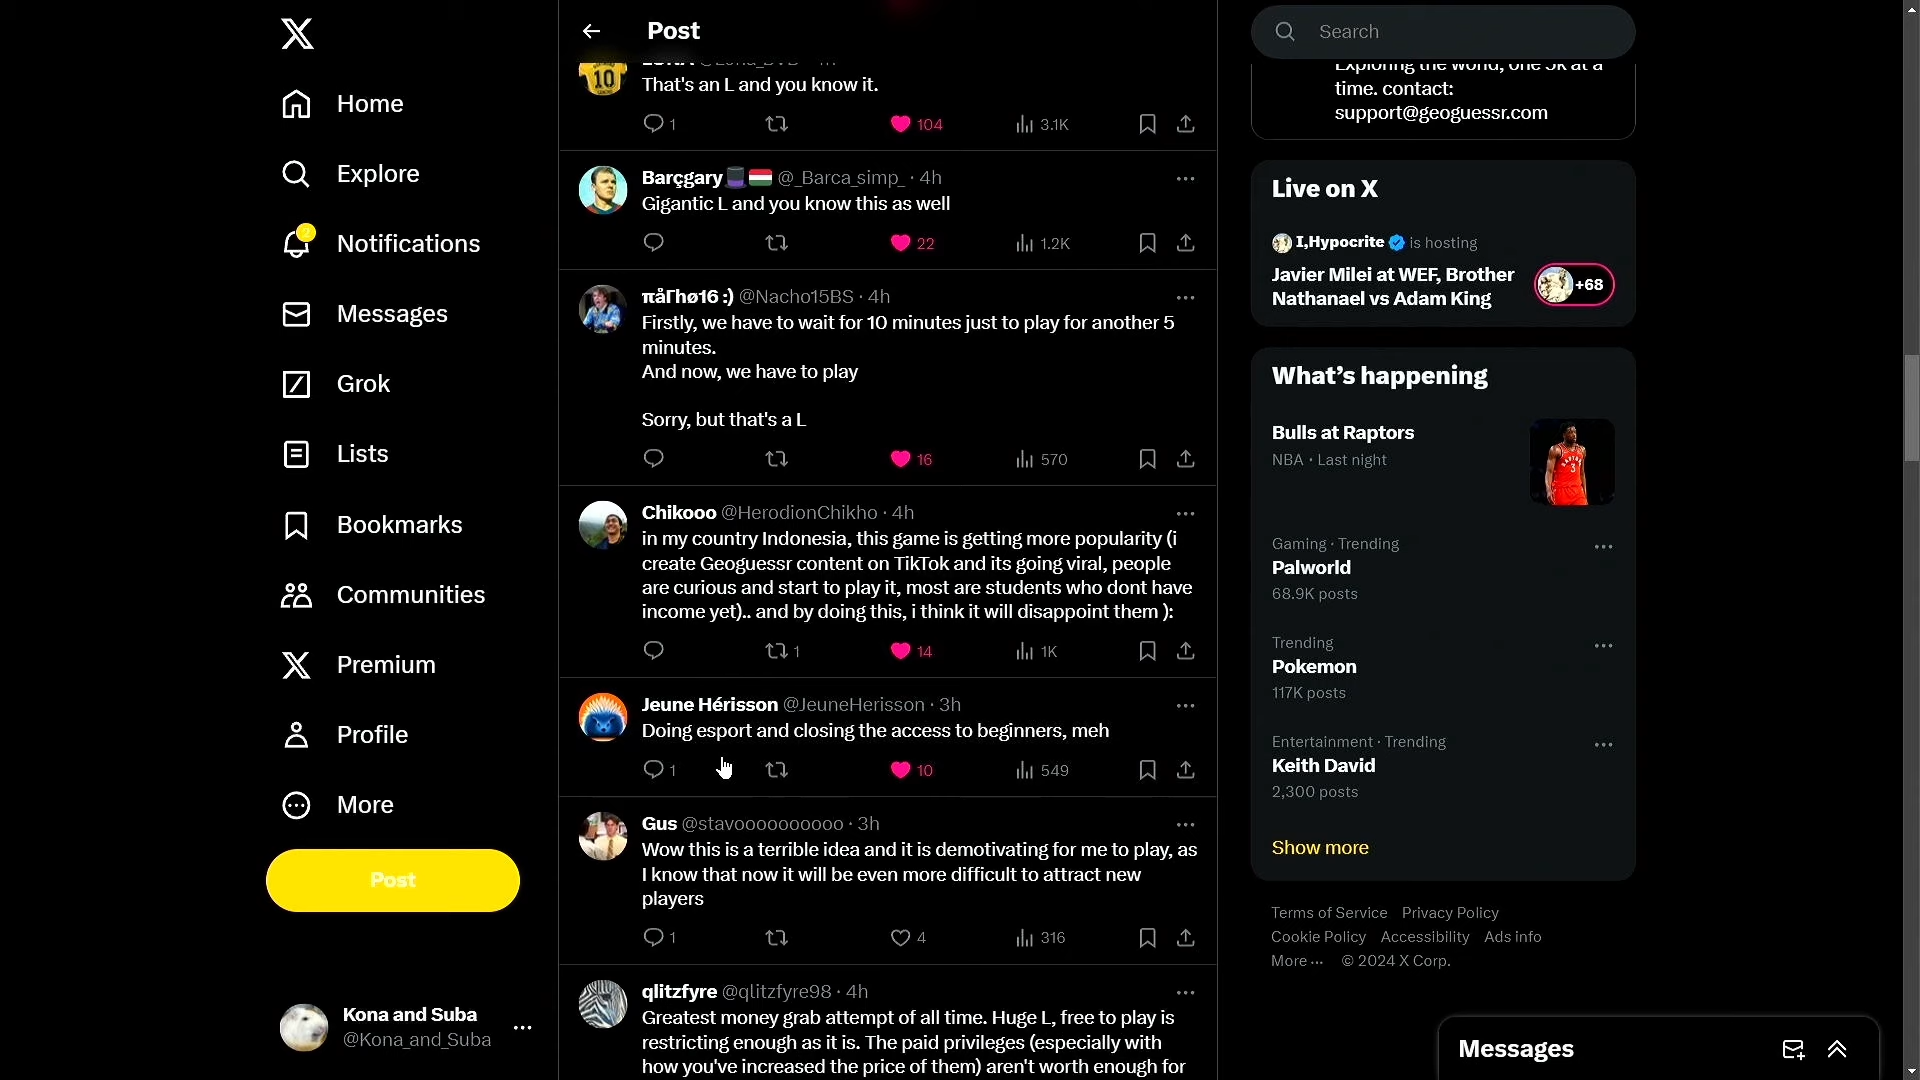 Home
Explore
Notifications
Messages
Grok
Lists
Bookmarks
Communities
Premium
Profile
More
Post
Kona and Suba
@Kona_and_Suba
Post
That's an L and you know it.
1 104 3.1K
Barçgary @_Barca_simp_ · 4h
Gigantic L and you know this as well
22 1.2K
πåΓhø16 :) @Nacho15BS · 4h
Firstly, we have to wait for 10 minutes just to play for another 5
minutes.
And now, we have to play
Sorry, but that's a L
16 570
Chikooo @HerodionChikho · 4h
in my country Indonesia, this game is getting more popularity (i
create Geoguessr content on TikTok and its going viral, people
are curious and start to play it, most are students who dont have
income yet).. and by doing this, i think it will disappoint them ):
1 14 1K
Jeune Hérisson @JeuneHerisson · 3h
Doing esport and closing the access to beginners, meh
1 10 549
Gus @stavoooooooooo · 3h
Wow this is a terrible idea and it is demotivating for me to play, as
I know that now it will be even more difficult to attract new
players
1 4 316
qlitzfyre @qlitzfyre98 · 4h
Greatest money grab attempt of all time. Huge L, free to play is
restricting enough as it is. The paid privileges (especially with
how you've increased the price of them) aren't worth enough for
Search
Exploring the world, one 5k at a
time. contact:
support@geoguessr.com
Live on X
I,Hypocrite is hosting
Javier Milei at WEF, Brother
Nathanael vs Adam King
+68
What's happening
Bulls at Raptors
NBA · Last night
Gaming · Trending
Palworld
68.9K posts
Trending
Pokemon
117K posts
Entertainment · Trending
Keith David
2,300 posts
Show more
Terms of Service Privacy Policy
Cookie Policy Accessibility Ads info
More ··· © 2024 X Corp.
Messages